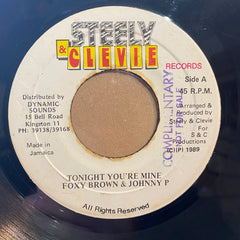 STEELY
& CLEVIE
RECORDS
Side A
45 R.P.M.
Distributed by
DYNAMIC
SOUNDS
15 Bell Road
Kingston 11
PH: 39138/39168
Made in
Jamaica
Arranged &
Produced by
Steely & Clevie
For S & C
Productions
(C)(P) 1989
COMPLIMENTARY
NOT FOR SALE
TONIGHT YOU'RE MINE
FOXY BROWN & JOHNNY P
All Rights Reserved